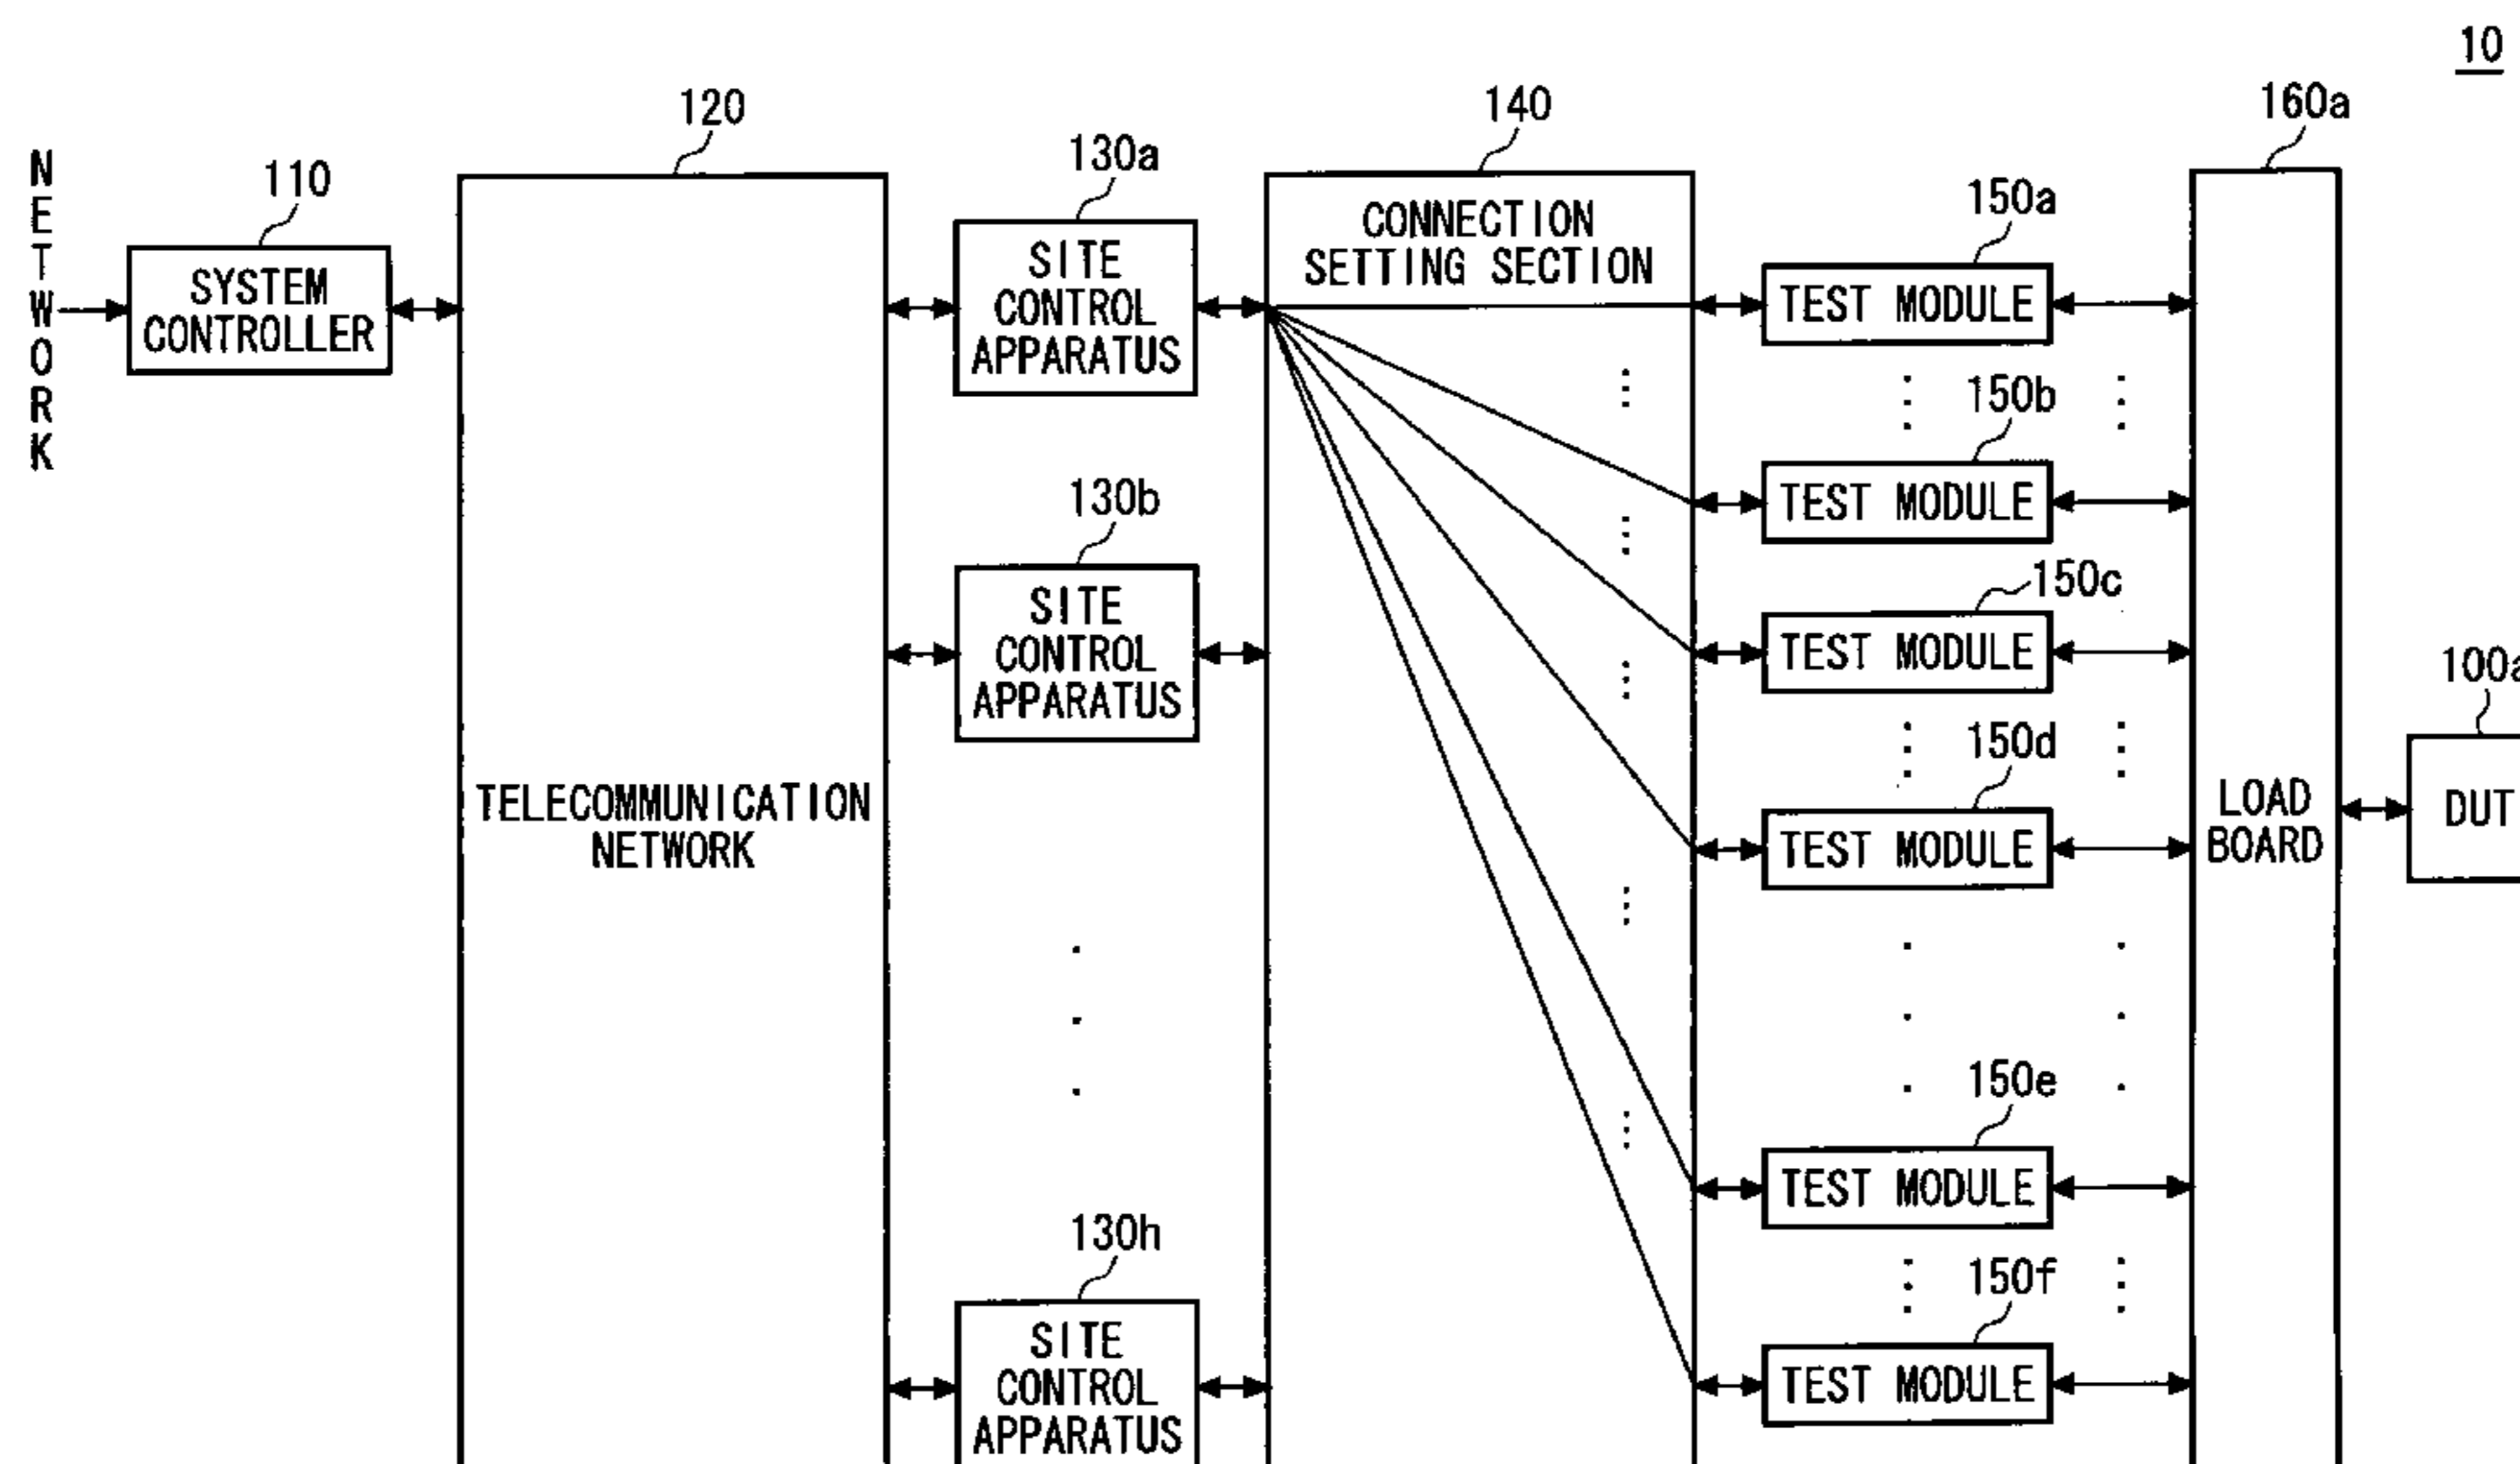 10
NETWORK
110
SYSTEM
CONTROLLER
120
TELECOMMUNICATION
NETWORK
130a
SITE
CONTROL
APPARATUS
130b
SITE
CONTROL
APPARATUS
130h
SITE
CONTROL
APPARATUS
140
CONNECTION
SETTING SECTION
150a
TEST MODULE
150b
TEST MODULE
150c
TEST MODULE
150d
TEST MODULE
150e
TEST MODULE
150f
TEST MODULE
160a
LOAD
BOARD
100a
DUT